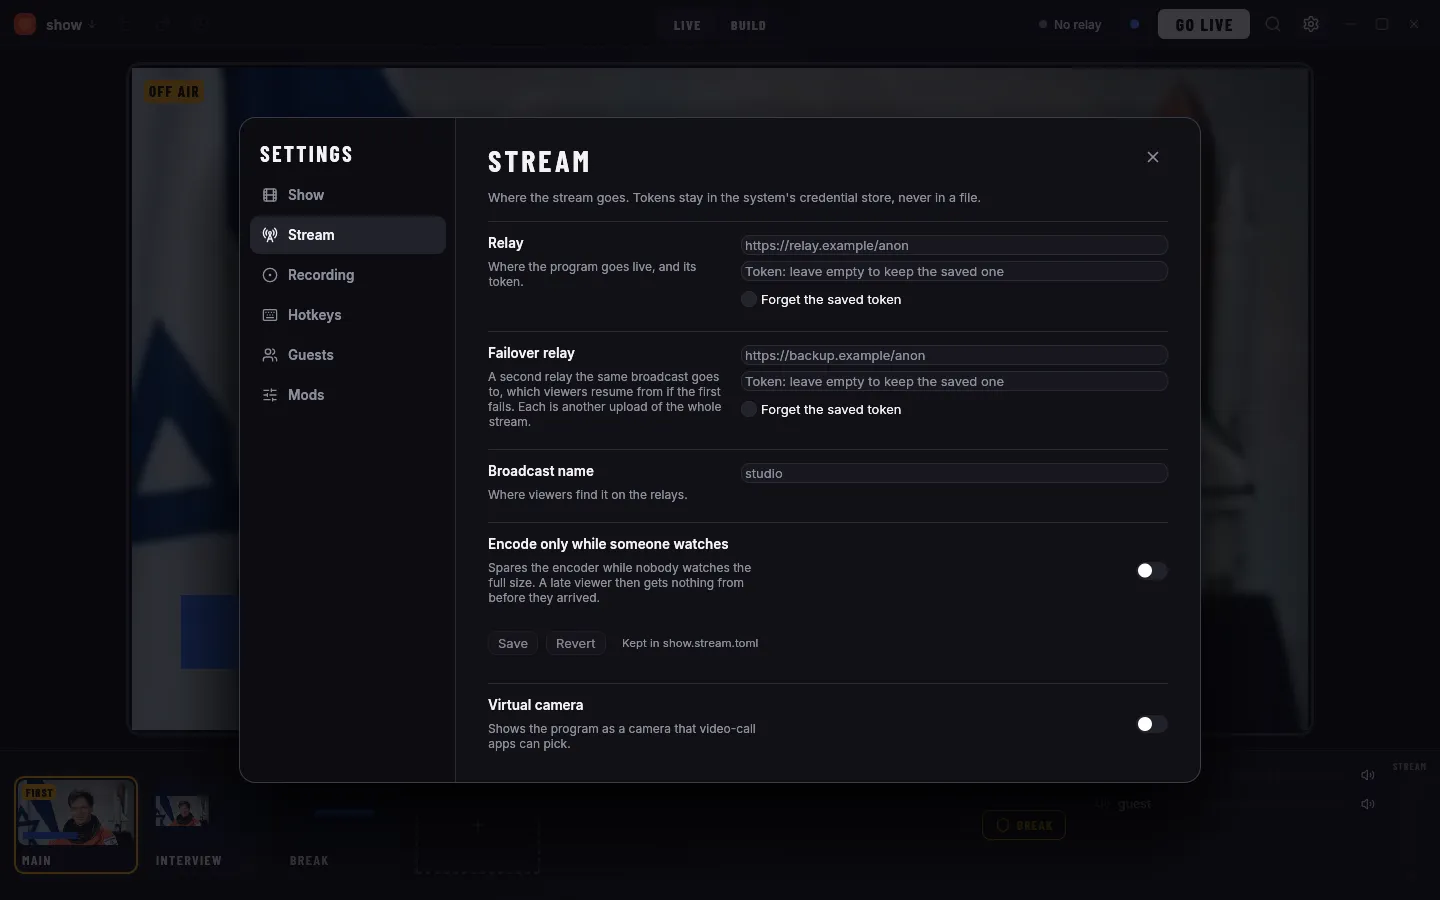 show
LIVE
BUILD
No relay
GO LIVE
OFF AIR
SETTINGS
Show
Stream
Recording
Hotkeys
Guests
Mods
STREAM
Where the stream goes. Tokens stay in the system's credential store, never in a file.
Relay
Where the program goes live, and its
token.
https://relay.example/anon
Token: leave empty to keep the saved one
Forget the saved token
Failover relay
A second relay the same broadcast goes
to, which viewers resume from if the first
fails. Each is another upload of the whole
stream.
https://backup.example/anon
Token: leave empty to keep the saved one
Forget the saved token
Broadcast name
Where viewers find it on the relays.
studio
Encode only while someone watches
Spares the encoder while nobody watches the
full size. A late viewer then gets nothing from
before they arrived.
Save
Revert
Kept in show.stream.toml
Virtual camera
Shows the program as a camera that video-call
apps can pick.
FIRST
MAIN
INTERVIEW
BREAK
BREAK
guest
STREAM